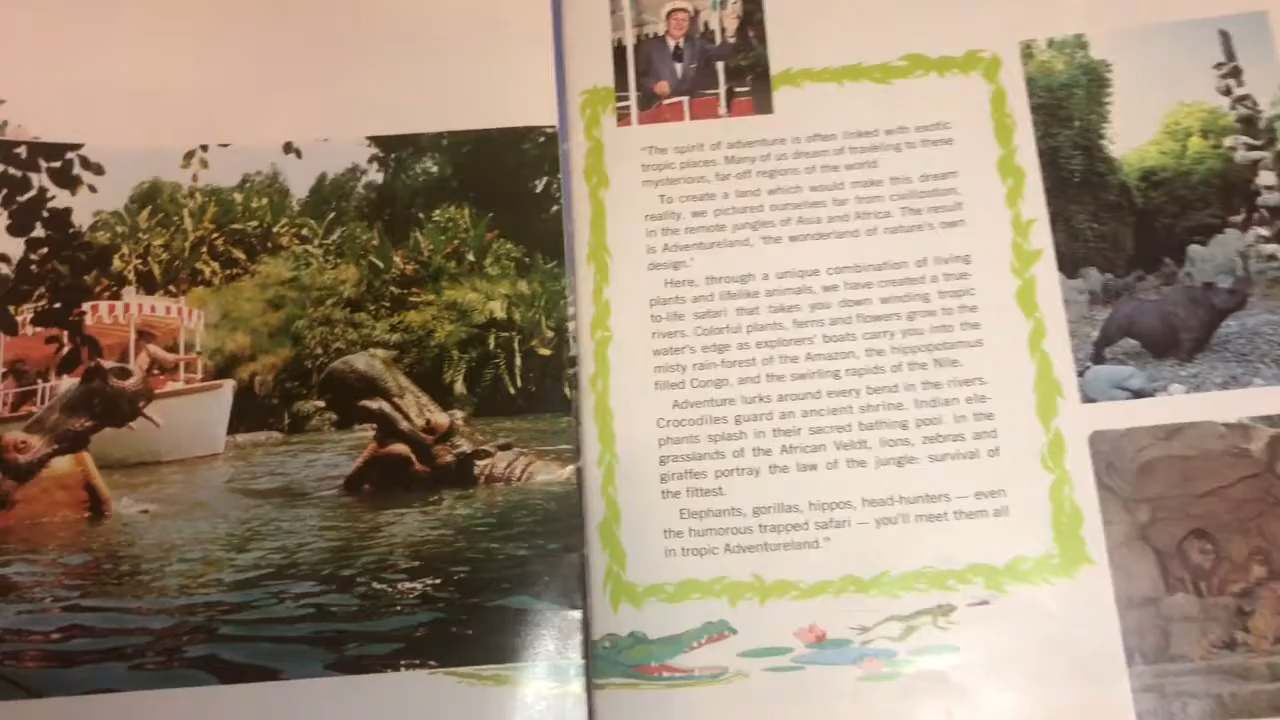 "The spirit of adventure is often linked with exotic
tropic places. Many of us dream of traveling to these
mysterious, far-off regions of the world.
To create a land which would make this dream
reality, we pictured ourselves far from civilization,
in the remote jungles of Asia and Africa. The result
is Adventureland, 'the wonderland of nature's own
design.'
Here, through a unique combination of living
plants and lifelike animals, we have created a true-
to-life safari that takes you down winding tropic
rivers. Colorful plants, ferns and flowers grow to the
water's edge as explorers' boats carry you into the
misty rain-forest of the Amazon, the hippopotamus
filled Congo, and the swirling rapids of the Nile.
Adventure lurks around every bend in the rivers.
Crocodiles guard an ancient shrine. Indian ele-
phants splash in their sacred bathing pool. In the
grasslands of the African Veldt, lions, zebras and
giraffes portray the law of the jungle: survival of
the fittest.
Elephants, gorillas, hippos, head-hunters — even
the humorous trapped safari — you'll meet them all
in tropic Adventureland."